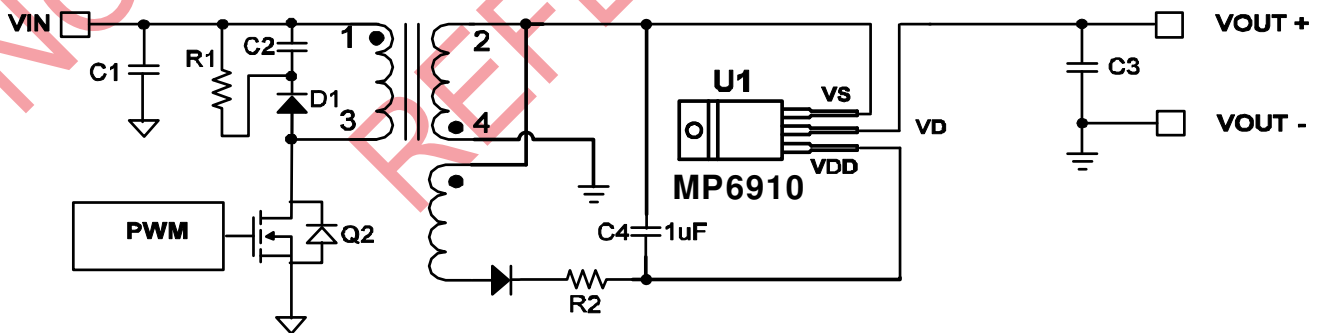 VIN
C1
R1
C2
D1
1
3
2
4
U1
VS
VD
VDD
MP6910
C3
VOUT +
VOUT -
PWM
Q2
C4
1uF
R2